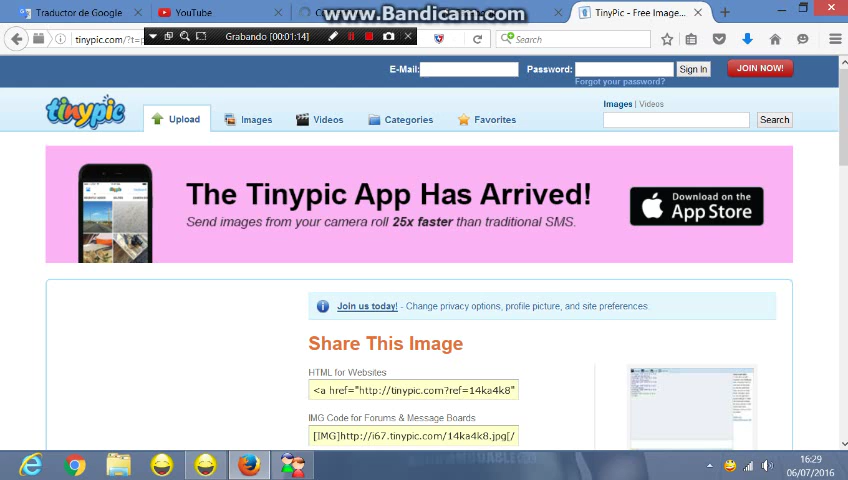 www.Bandicam.com
Traductor de Google
YouTube
TinyPic - Free Image...
tinypic.com/?t=p
Grabando [00:01:14]
Search
E-Mail:
Password:
Sign In
JOIN NOW!
Forgot your password?
tinypic
Upload
Images
Videos
Categories
Favorites
Images | Videos
Search
The Tinypic App Has Arrived!
Send images from your camera roll 25x faster than traditional SMS.
Download on the
App Store
Join us today! - Change privacy options, profile picture, and site preferences.
Share This Image
HTML for Websites
<a href="http://tinypic.com?ref=14ka4k8"
IMG Code for Forums & Message Boards
[IMG]http://i67.tinypic.com/14ka4k8.jpg[/
16:29
06/07/2016